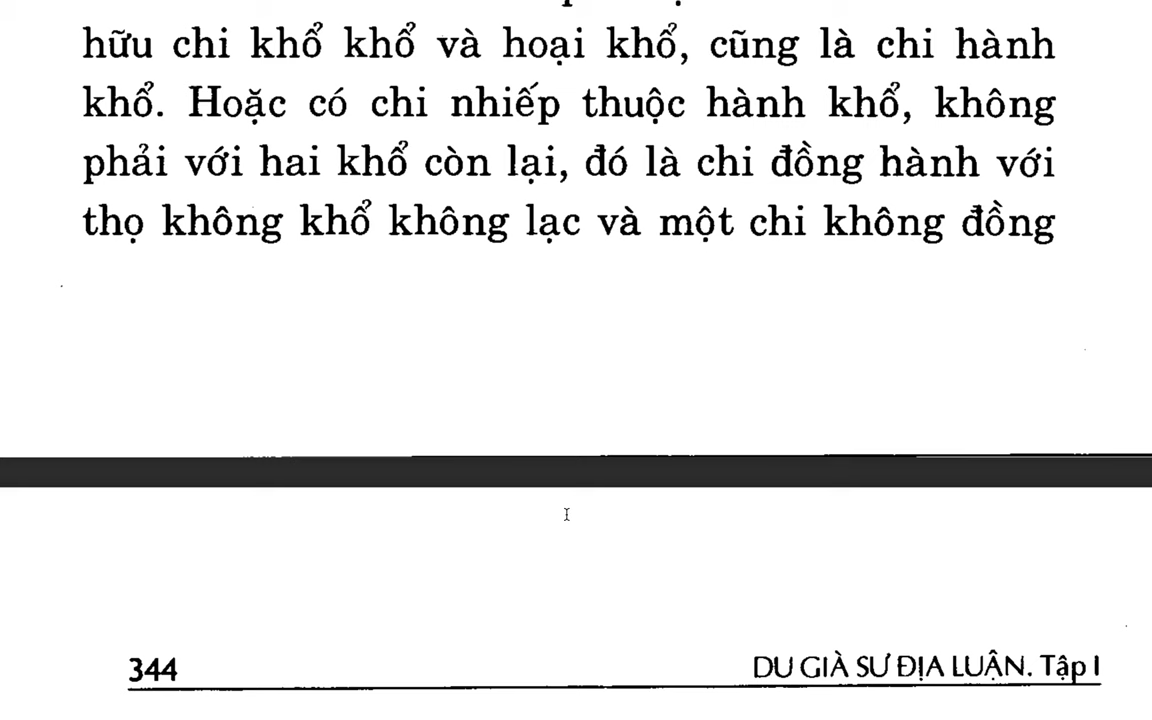 hữu chi khổ khổ và hoại khổ, cũng là chi hành
khổ. Hoặc có chi nhiếp thuộc hành khổ, không
phải với hai khổ còn lại, đó là chi đồng hành với
thọ không khổ không lạc và một chi không đồng
344 DU GIÀ SƯ ĐỊA LUẬN. Tập I